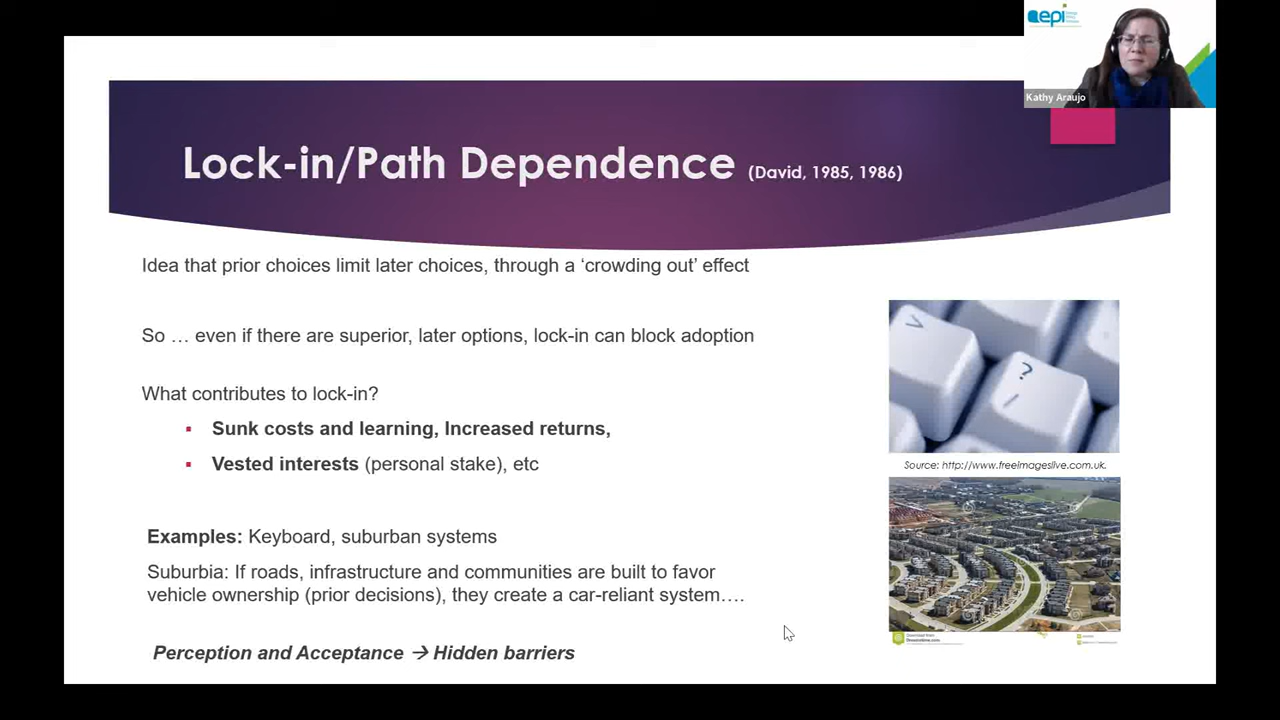 epi
Kathy Araujo
Lock-in/Path Dependence (David, 1985, 1986)
Idea that prior choices limit later choices, through a ‘crowding out’ effect
So … even if there are superior, later options, lock-in can block adoption
What contributes to lock-in?
▪ Sunk costs and learning, Increased returns,
▪ Vested interests (personal stake), etc
Examples: Keyboard, suburban systems
Suburbia: If roads, infrastructure and communities are built to favor
vehicle ownership (prior decisions), they create a car-reliant system….
Perception and Acceptance → Hidden barriers
?
Source: http://www.freeimageslive.com.uk.